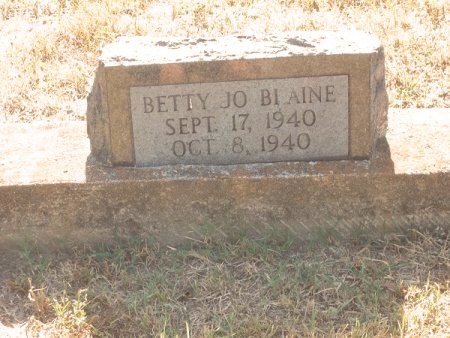 BETTY JO BLAINE
SEPT. 17, 1940
OCT. 8, 1940